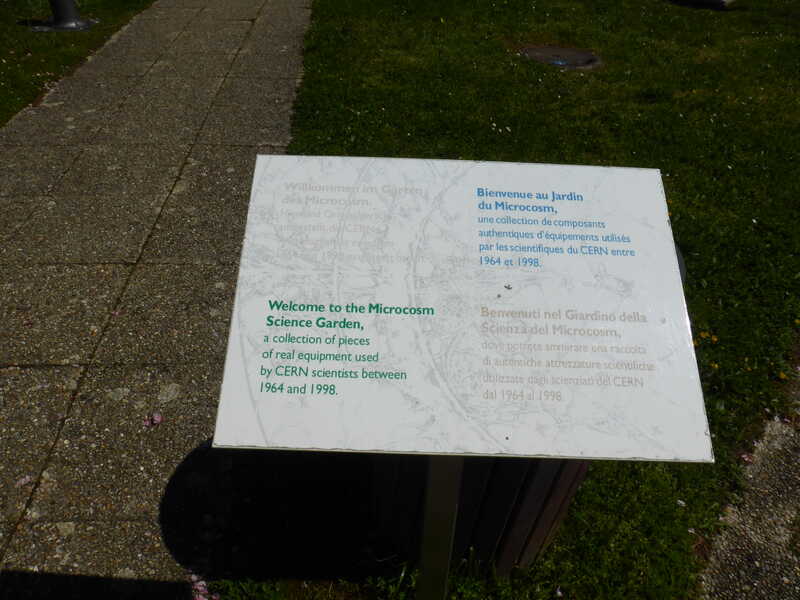 Willkommen im Garten
des Microcosm.
Bienvenue au Jardin
du Microcosm,
une collection de composants
authentiques d'équipements utilisés
par les scientifiques du CERN entre
1964 et 1998.
Welcome to the Microcosm
Science Garden,
a collection of pieces
of real equipment used
by CERN scientists between
1964 and 1998.
Benvenuti nel Giardino della
Scienza del Microcosm,
dove potrete ammirare una raccolta
di autentiche attrezzature scientifiche
utilizzate dagli scienziati del CERN
dal 1964 al 1998.